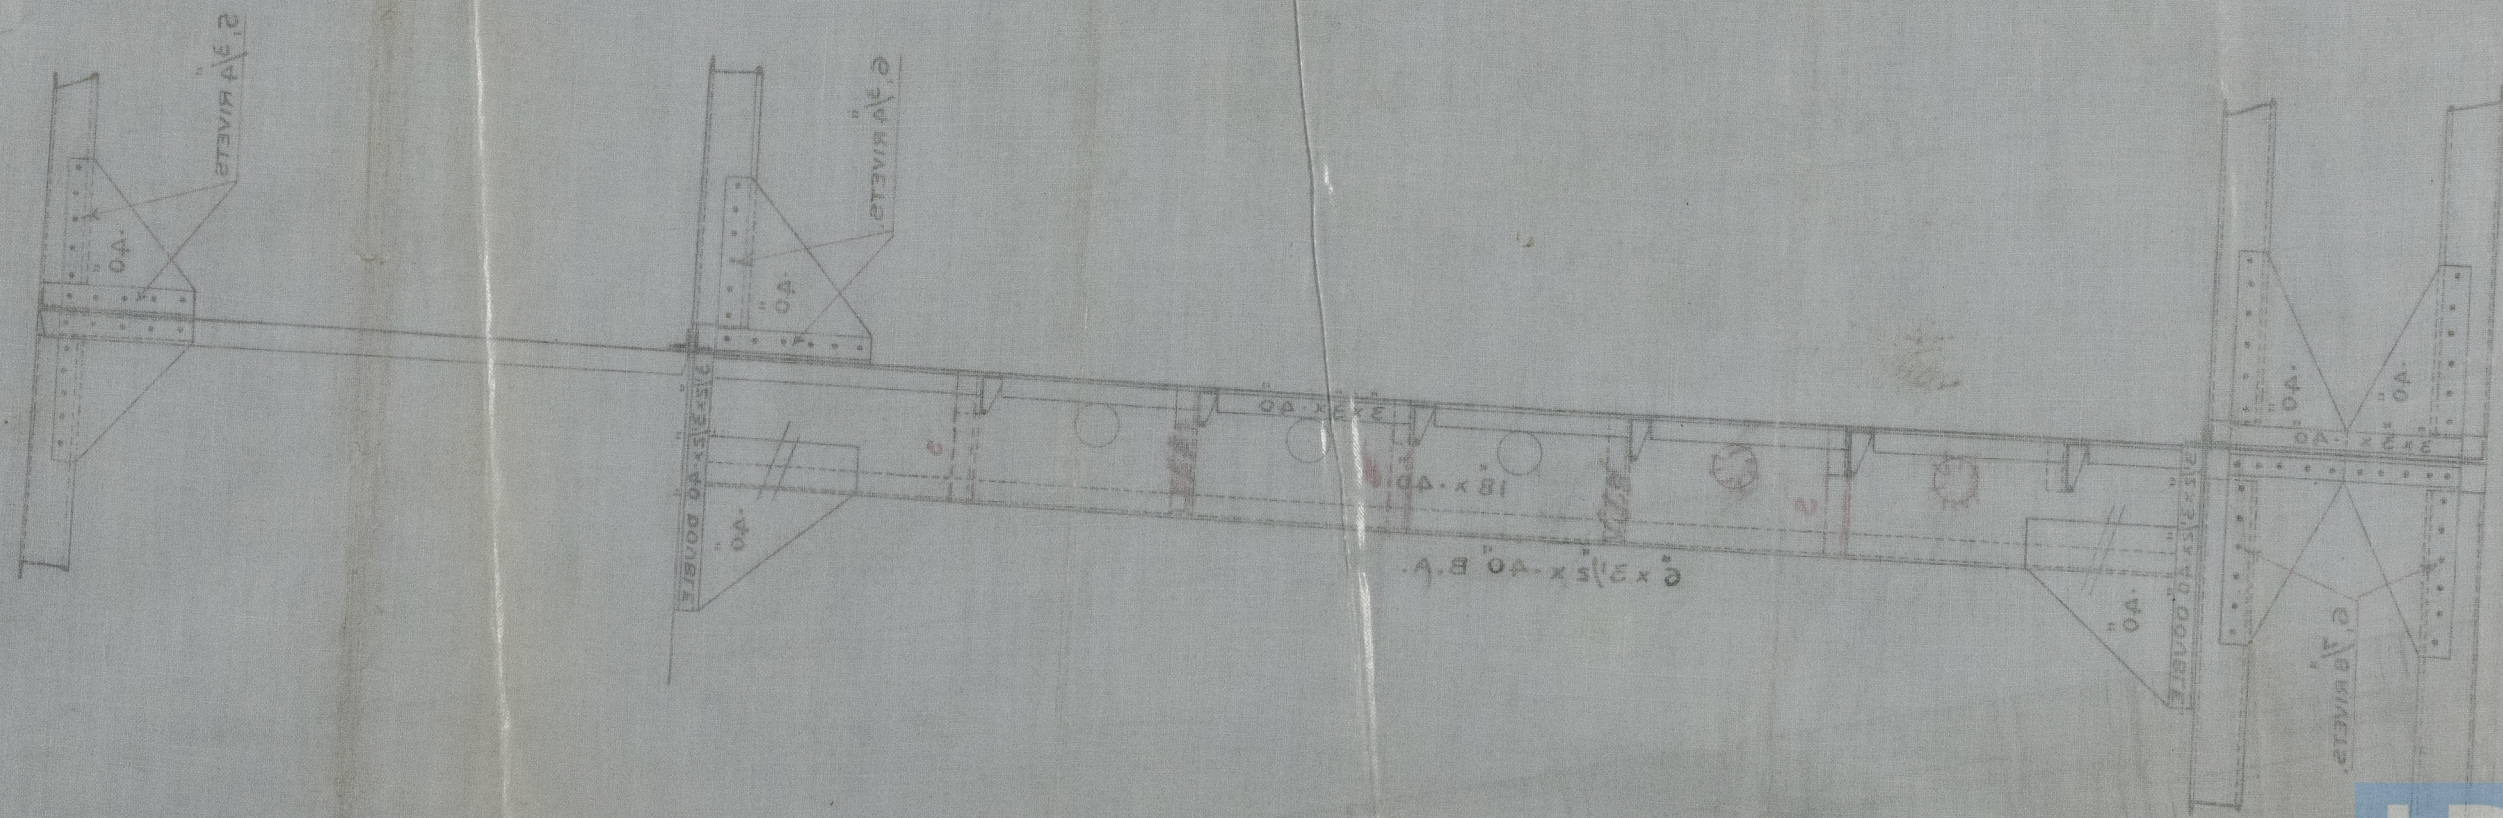 5, 3/4" RIVETS
.40"
6, 3/4" RIVETS.
.40"
3 1/2" x 3 1/2" x .40" DOUBLE
.40"
5
3" x 3" x .40"
18" x .40
6" x 3 1/2" x .40" B.A.
5
3 1/2" x 3 1/2" x .40" DOUBLE
.40"
.40"
.40"
3" x 3" x .40"
6, 7/8" RIVETS.